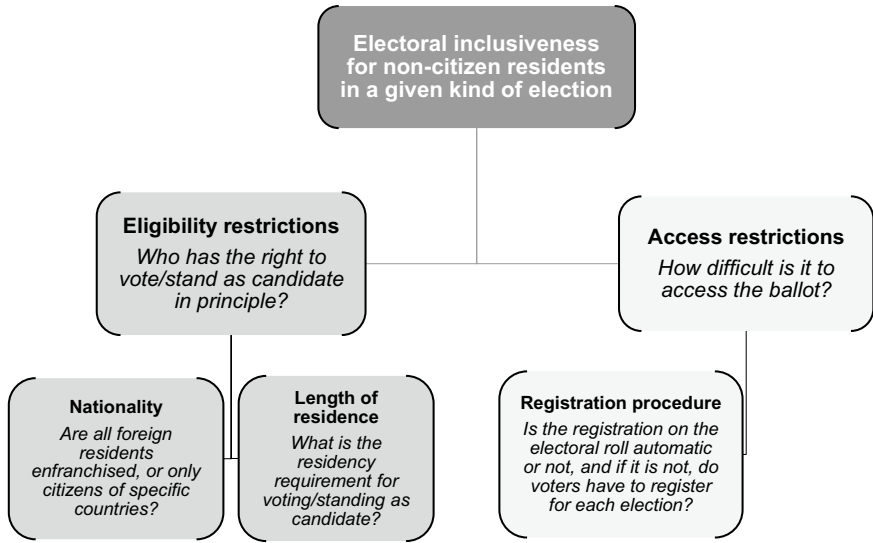 Electoral inclusiveness
for non-citizen residents
in a given kind of election
Eligibility restrictions
Who has the right to
vote/stand as candidate
in principle?
Access restrictions
How difficult is it to
access the ballot?
Nationality
Are all foreign
residents
enfranchised, or only
citizens of specific
countries?
Length of
residence
What is the
residency
requirement for
voting/standing as
candidate?
Registration procedure
Is the registration on the
electoral roll automatic
or not, and if it is not, do
voters have to register
for each election?